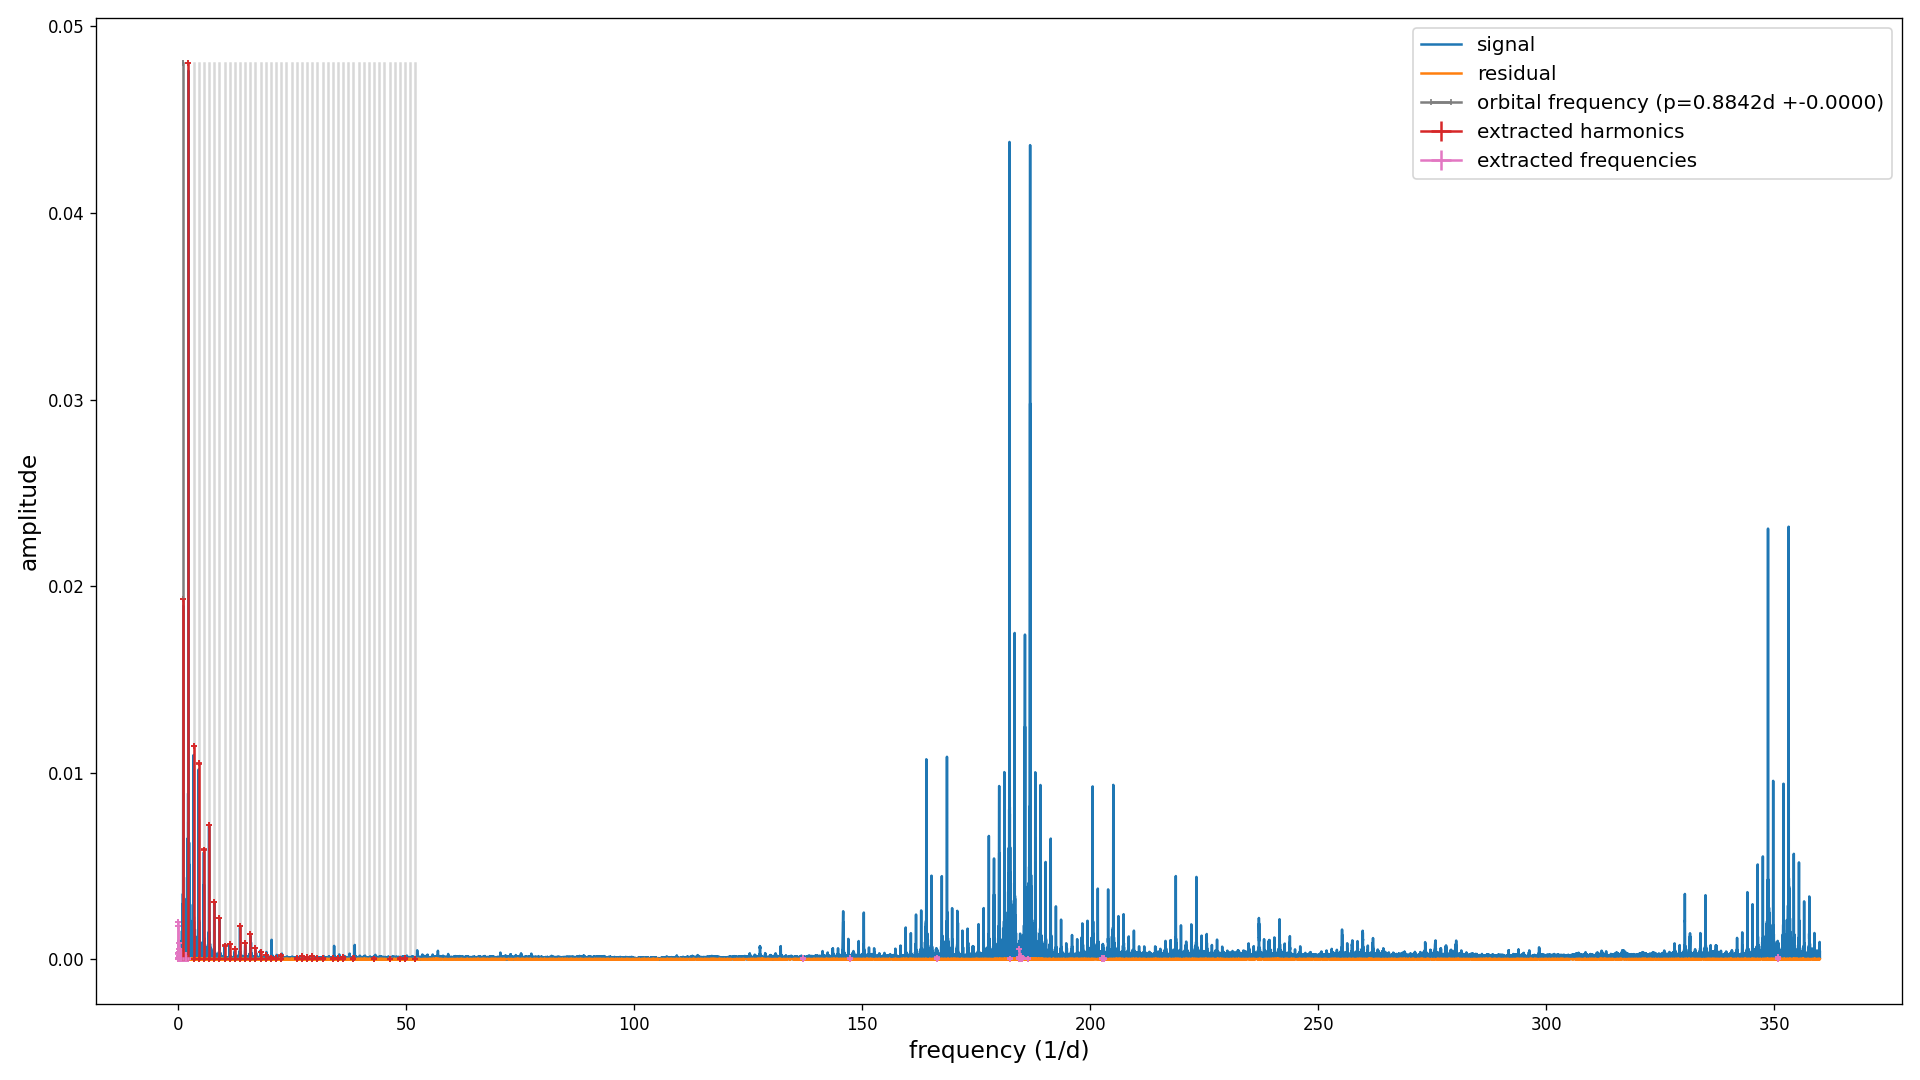 signal
residual
orbital frequency (p=0.8842d +-0.0000)
extracted harmonics
extracted frequencies
amplitude
0.05
0.04
0.03
0.02
0.01
0.00
0 50 100 150 200 250 300 350
frequency (1/d)